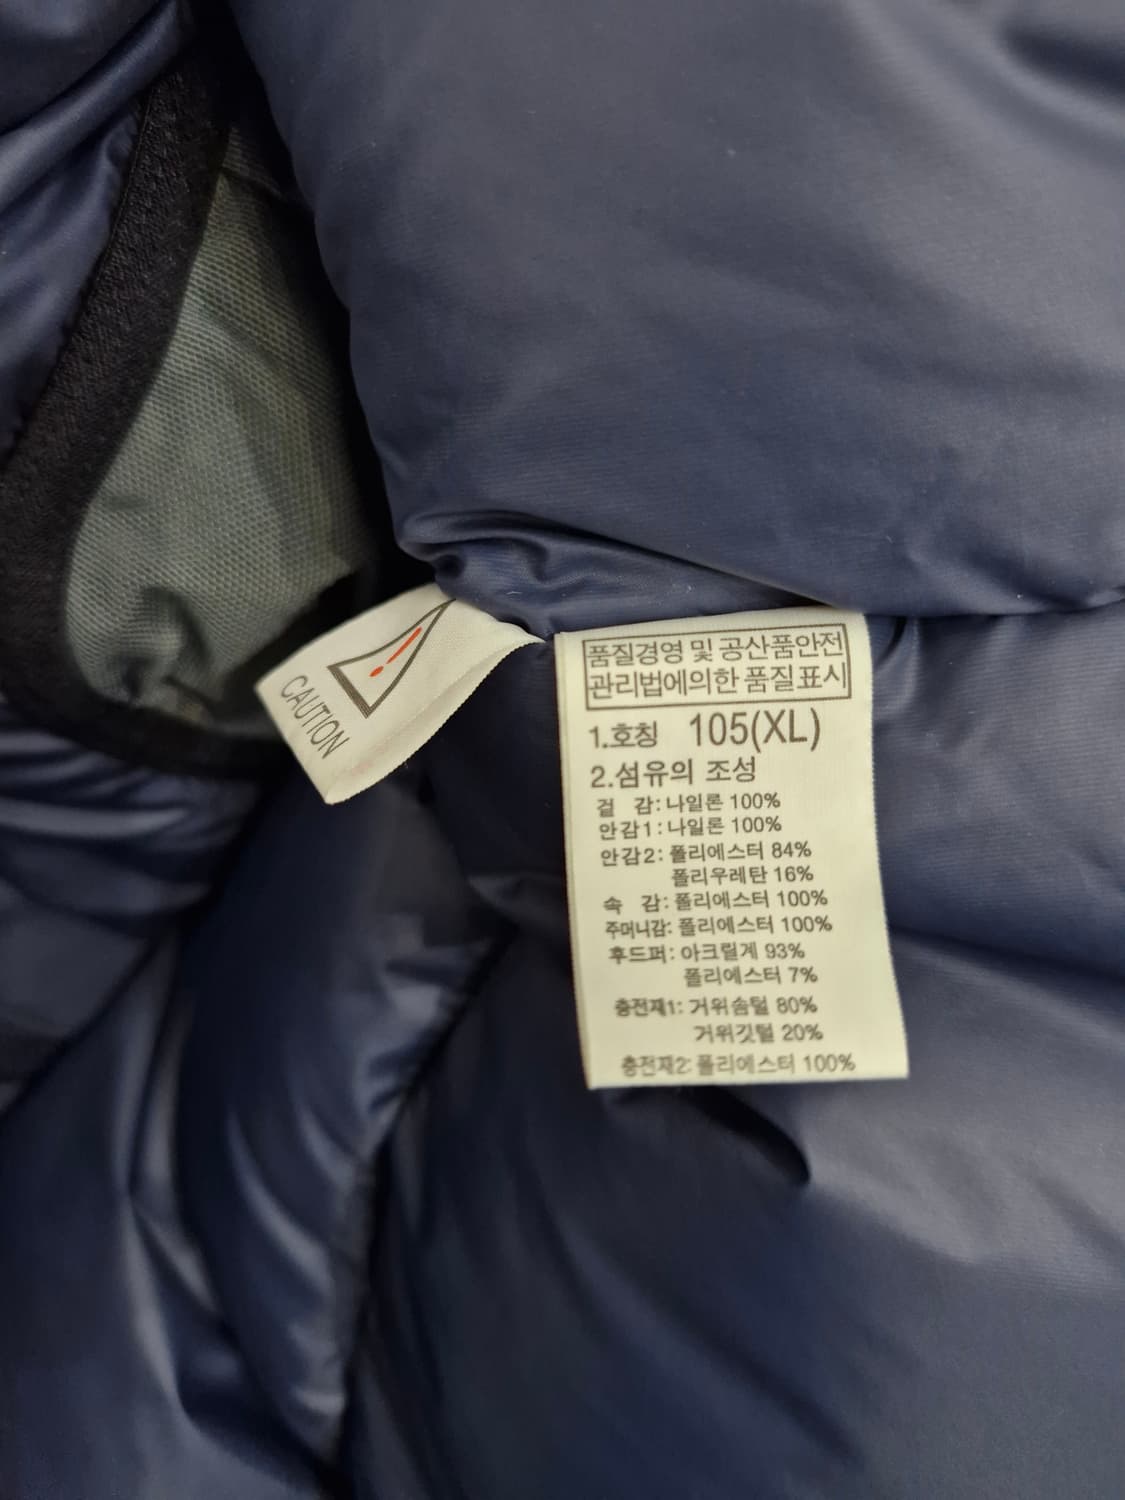 CAUTION
품질경영 및 공산품안전
관리법에의한 품질표시
1.호칭 105(XL)
2.섬유의 조성
겉 감: 나일론 100%
안감1: 나일론 100%
안감2: 폴리에스터 84%
폴리우레탄 16%
속 감: 폴리에스터 100%
주머니감: 폴리에스터 100%
후드퍼: 아크릴계 93%
폴리에스터 7%
충전재1: 거위솜털 80%
거위깃털 20%
충전재2: 폴리에스터 100%